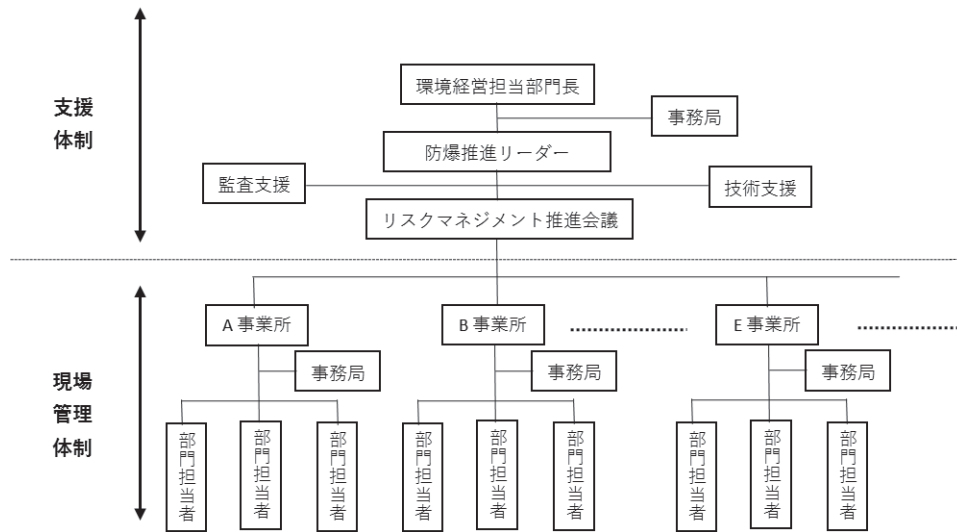 環境経営担当部門長
事務局
支援
体制
防爆推進リーダー
監査支援
技術支援
リスクマネジメント推進会議
A 事業所
B 事業所
E 事業所
事務局
事務局
事務局
現場
管理
体制
部門担当者
部門担当者
部門担当者
部門担当者
部門担当者
部門担当者
部門担当者
部門担当者
部門担当者